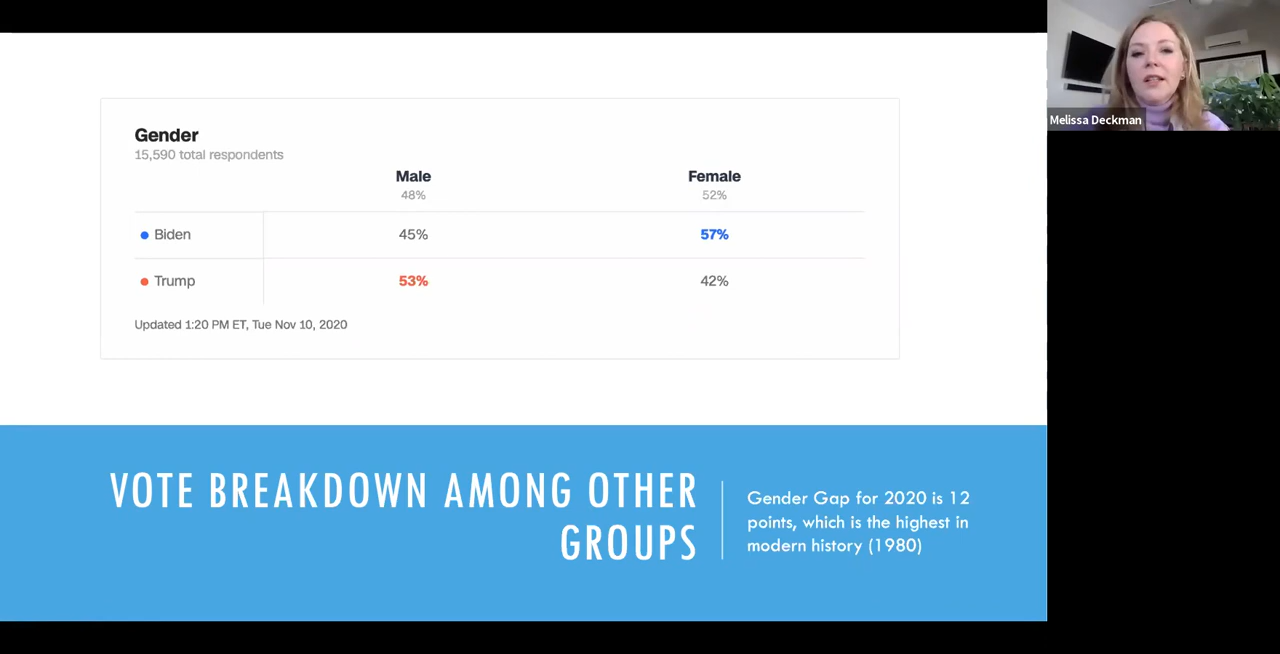 Gender
15,590 total respondents
Male Female
48% 52%
Biden 45% 57%
Trump 53% 42%
Updated 1:20 PM ET, Tue Nov 10, 2020
VOTE BREAKDOWN AMONG OTHER
GROUPS
Gender Gap for 2020 is 12
points, which is the highest in
modern history (1980)
Melissa Deckman